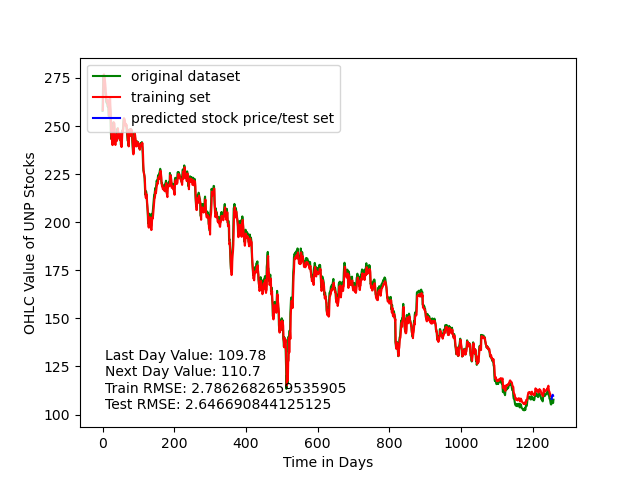 original dataset
training set
predicted stock price/test set
275
250
225
200
175
150
125
100
OHLC Value of UNP Stocks
Last Day Value: 109.78
Next Day Value: 110.7
Train RMSE: 2.7862682659535905
Test RMSE: 2.646690844125125
0 200 400 600 800 1000 1200
Time in Days